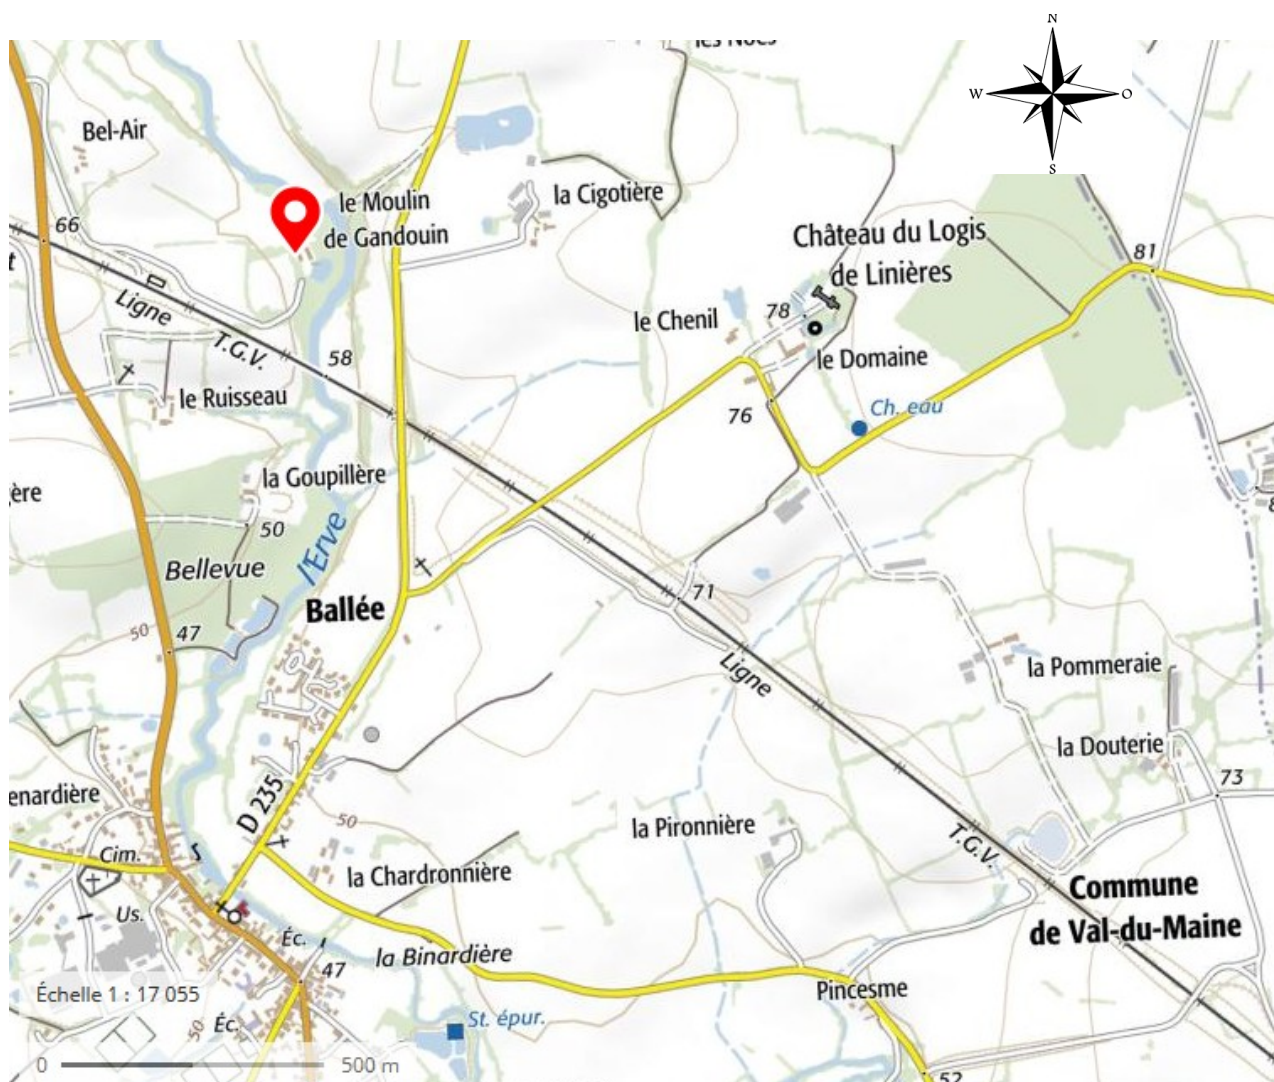 N
W
O
S
les Noës
Bel-Air
le Moulin
de Gandouin
la Cigotière
66
Château du Logis
de Linières
81
Ligne
T.G.V.
58
le Chenil
78
le Domaine
le Ruisseau
76
Ch. eau
la Goupillère
ère
50
l'Erve
Bellevue
Ballée
71
50
47
Ligne
la Pommeraie
la Douterie
73
enardière
D 235
50
la Pironnière
T.G.V.
Cim.
la Chardronnière
Commune
de Val-du-Maine
Us.
Éc.
la Binardière
47
Pincesme
Échelle 1 : 17 055
50
Éc.
St. épur.
0
500 m
52